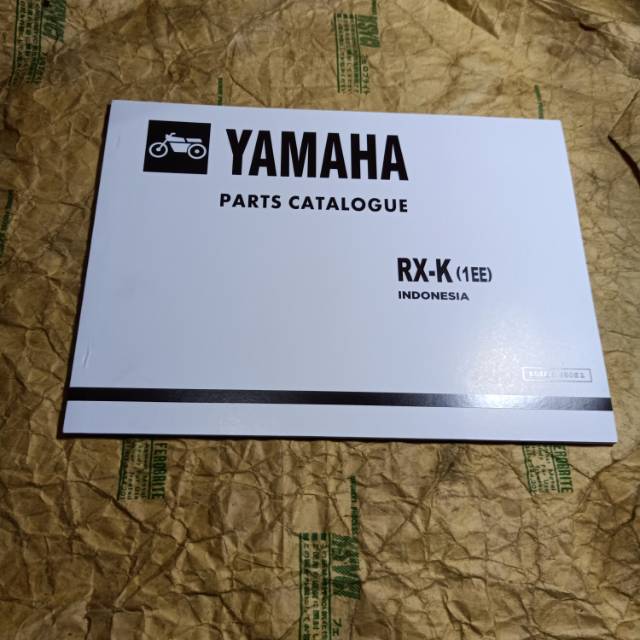 YAMAHA
PARTS CATALOGUE
RX-K (1EE)
INDONESIA